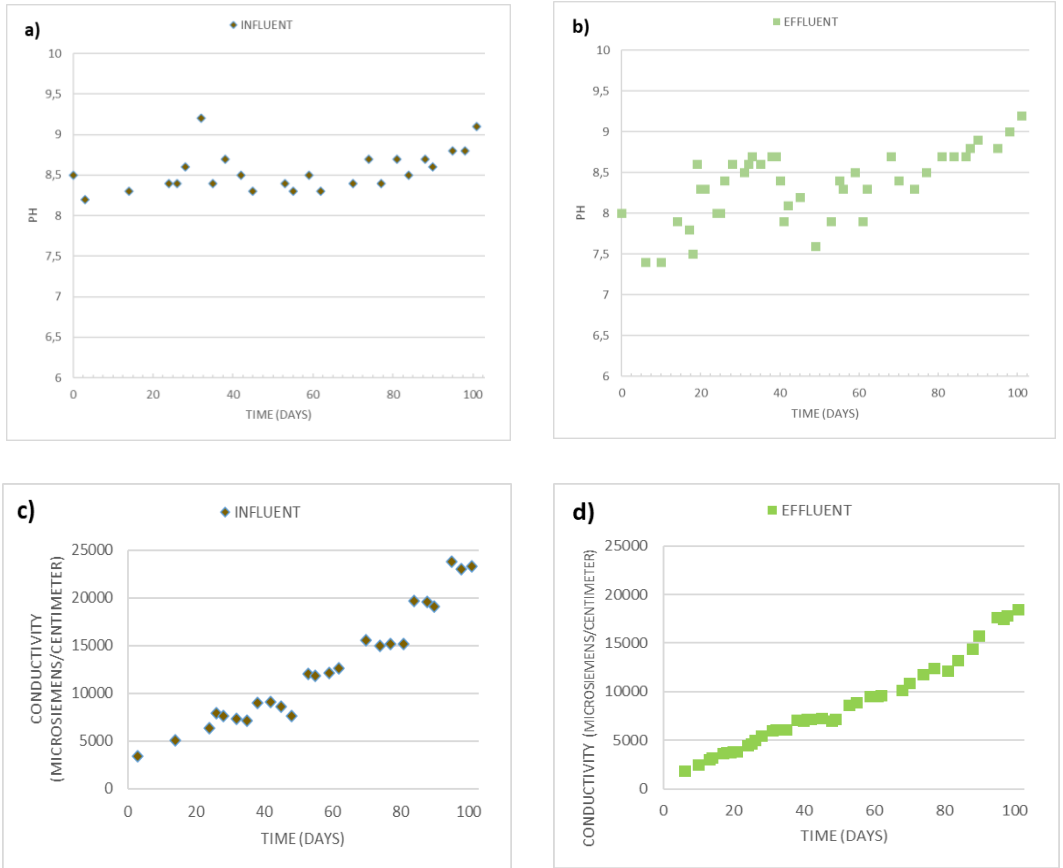 a)
INFLUENT
10
9,5
9
8,5
8
7,5
7
6,5
6
PH
0 20 40 60 80 100
TIME (DAYS)
b)
EFFLUENT
10
9,5
9
8,5
8
7,5
7
6,5
6
PH
0 20 40 60 80 100
TIME (DAYS)
c)
INFLUENT
CONDUCTIVITY
(MICROSIEMENS/CENTIMETER)
25000
20000
15000
10000
5000
0
0 20 40 60 80 100
TIME (DAYS)
d)
EFFLUENT
CONDUCTIVITY (MICROSIEMENS/CENTIMETER)
25000
20000
15000
10000
5000
0
0 20 40 60 80 100
TIME (DAYS)